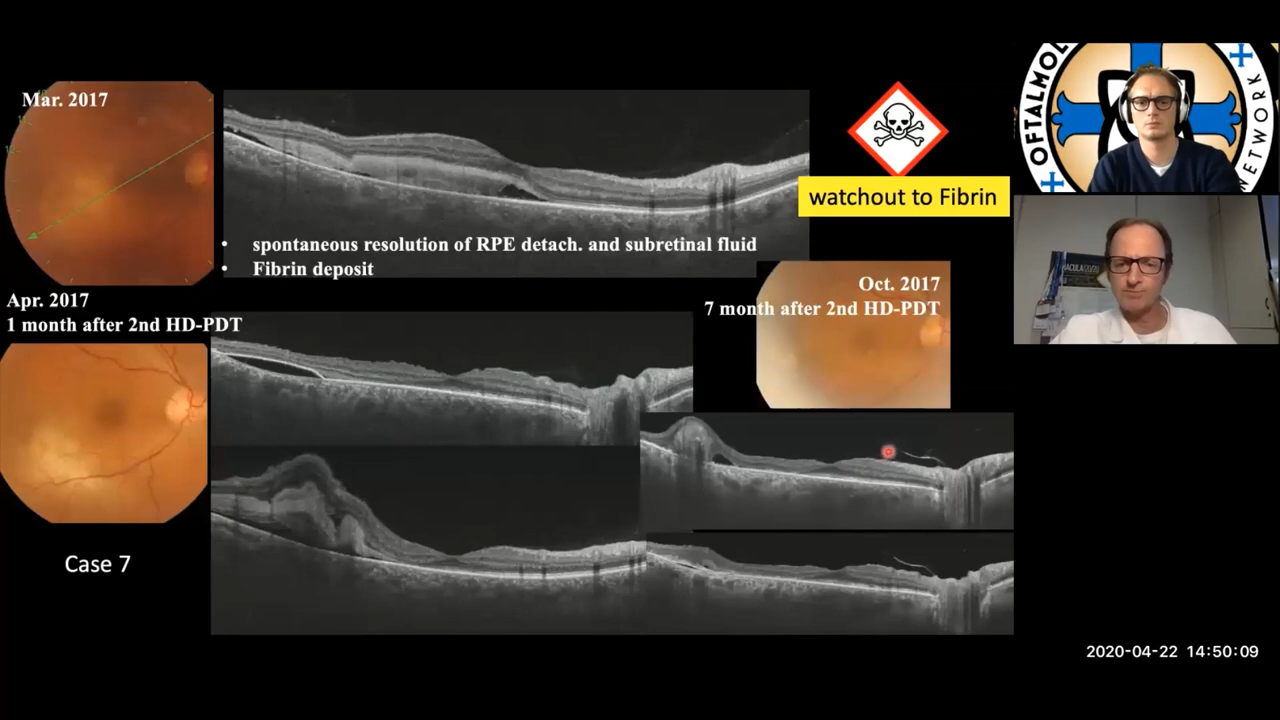 Mar. 2017
watchout to Fibrin
• spontaneous resolution of RPE detach. and subretinal fluid
• Fibrin deposit
Apr. 2017
1 month after 2nd HD-PDT
Oct. 2017
7 month after 2nd HD-PDT
Case 7
OFTALMOL
ETWORK
2020-04-22 14:50:09